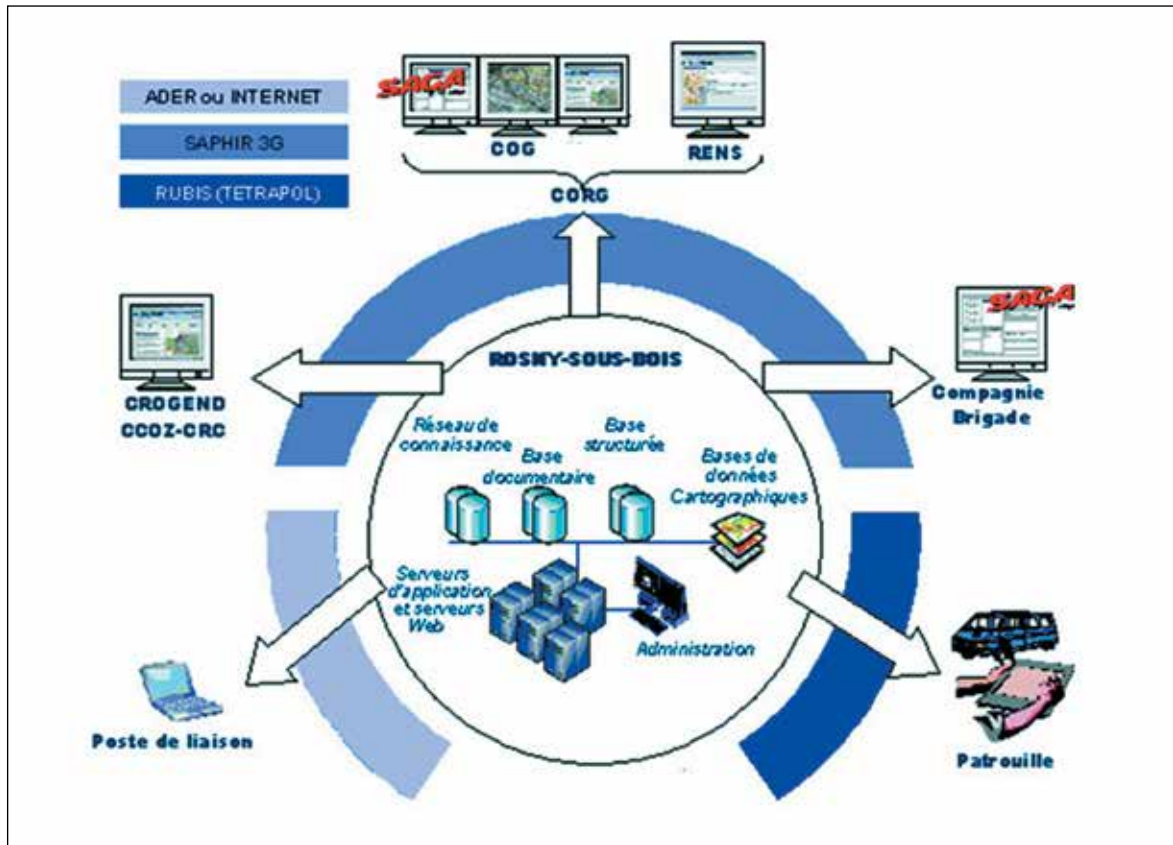 ADER ou INTERNET
SAPHIR 3G
RUBIS (TETRAPOL)
SAGA
COG
RENS
CORG
CROGEND
CCOZ-CRC
SAGA
Compagnie
Brigade
ROSNY-SOUS-BOIS
Réseau de
connaissance
Base
documentaire
Base
structurée
Bases de
données
Cartographiques
Serveurs
d'application
et serveurs
Web
Administration
Poste de liaison
Patrouille